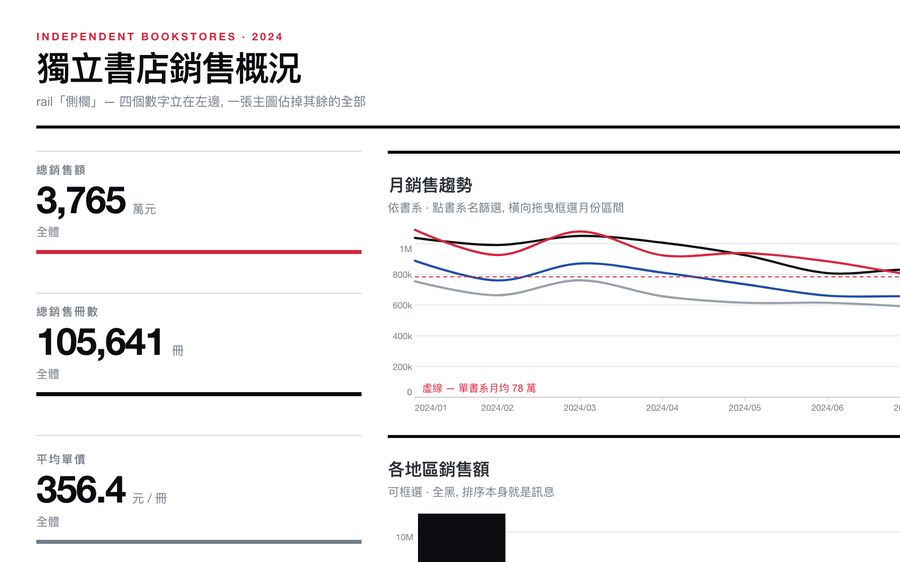 INDEPENDENT BOOKSTORES · 2024
獨立書店銷售概況
rail「側欄」— 四個數字立在左邊, 一張主圖佔掉其餘的全部
總銷售額
3,765 萬元
全體
總銷售冊數
105,641 冊
全體
平均單價
356.4 元 / 冊
全體
月銷售趨勢
依書系 · 點書系名篩選, 橫向拖曳框選月份區間
1M
800k
600k
400k
200k
0
虛線 — 單書系月均 78 萬
2024/01 2024/02 2024/03 2024/04 2024/05 2024/06
各地區銷售額
可框選 · 全黑, 排序本身就是訊息
10M